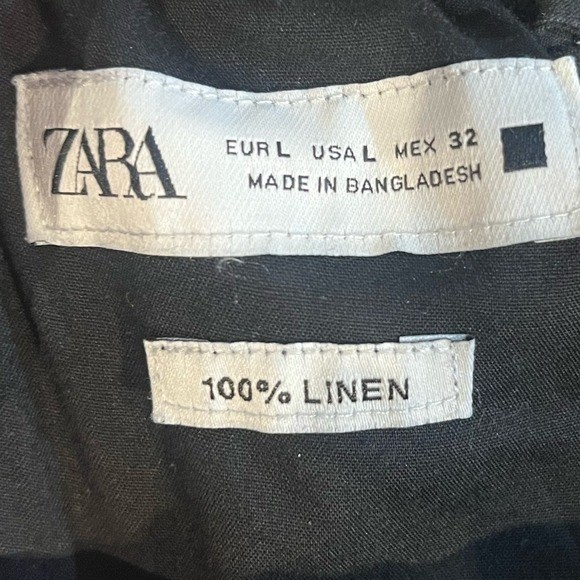 ZARA
EUR L USA L MEX 32
MADE IN BANGLADESH
100% LINEN